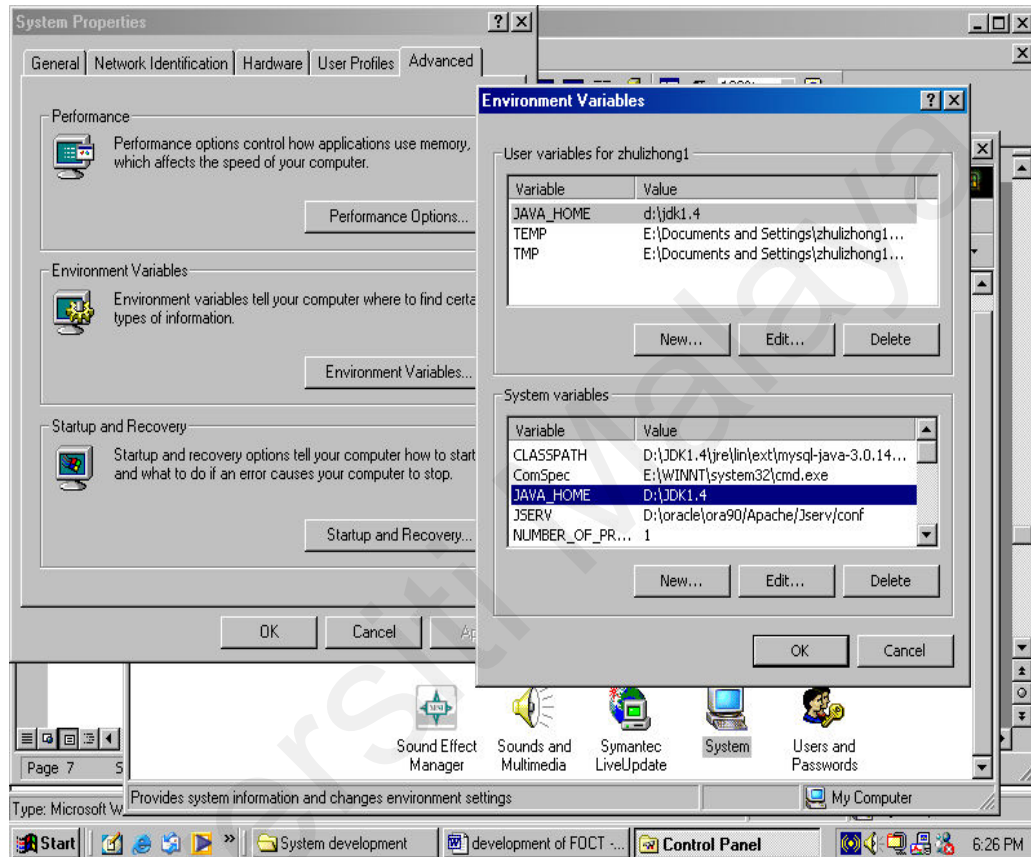 System Properties
General
Network Identification
Hardware
User Profiles
Advanced
Performance
Performance options control how applications use memory,
which affects the speed of your computer.
Performance Options...
Environment Variables
Environment variables tell your computer where to find certa
types of information.
Environment Variables...
Startup and Recovery
Startup and recovery options tell your computer how to start
and what to do if an error causes your computer to stop.
Startup and Recovery...
OK
Cancel
Environment Variables
User variables for zhulizhong1
Variable Value
JAVA_HOME d:\jdk1.4
TEMP E:\Documents and Settings\zhulizhong1...
TMP E:\Documents and Settings\zhulizhong1...
New... Edit... Delete
System variables
Variable Value
CLASSPATH D:\JDK1.4\jre\lin\ext\mysql-java-3.0.14...
ComSpec E:\WINNT\system32\cmd.exe
JAVA_HOME D:\JDK1.4
JSERV D:\oracle\ora90/Apache/Jserv/conf
NUMBER_OF_PR... 1
New... Edit... Delete
OK Cancel
Sound Effect
Manager
Sounds and
Multimedia
Symantec
LiveUpdate
System
Users and
Passwords
Page 7 5
Type: Microsoft W
Provides system information and changes environment settings
My Computer
Start
»
System development
development of FOCT -...
Control Panel
6:26 PM
ersiti Malaya